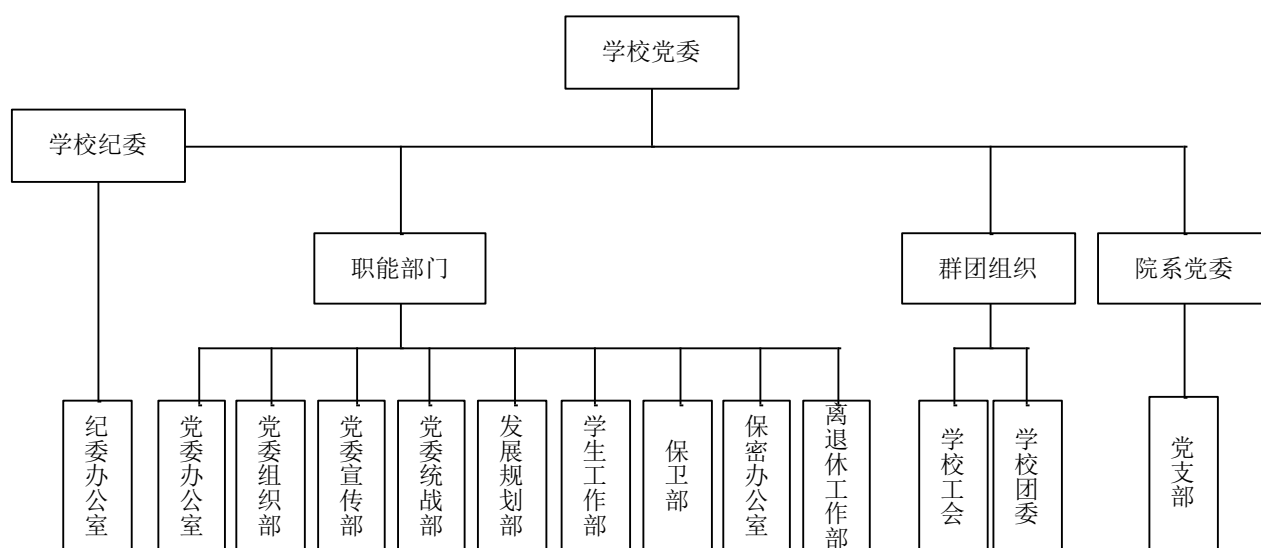 学校党委
学校纪委
职能部门
群团组织
院系党委
纪委办公室
党委办公室
党委组织部
党委宣传部
党委统战部
发展规划部
学生工作部
保卫部
保密办公室
离退休工作部
学校工会
学校团委
党支部